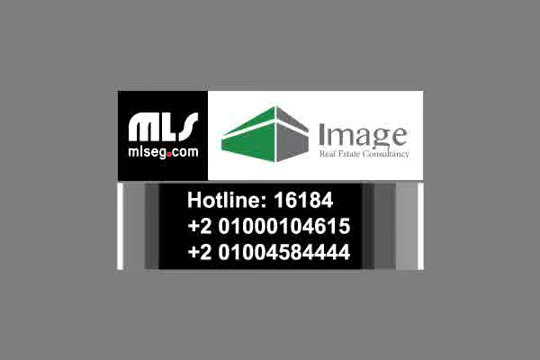 MLS
mlseg.com
Image
Real Estate Consultancy
Hotline: 16184
+2 01000104615
+2 01004584444